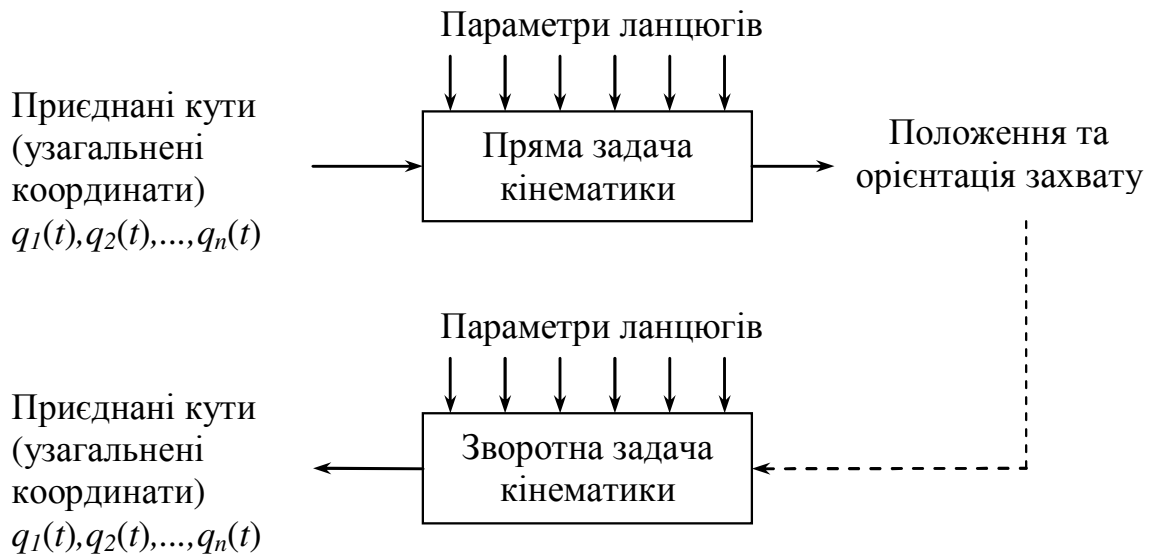 Параметри ланцюгів
Приєднані кути
(узагальнені
координати)
q1(t),q2(t),...,qn(t)
Пряма задача
кінематики
Положення та
орієнтація захвату
Параметри ланцюгів
Приєднані кути
(узагальнені
координати)
q1(t),q2(t),...,qn(t)
Зворотна задача
кінематики